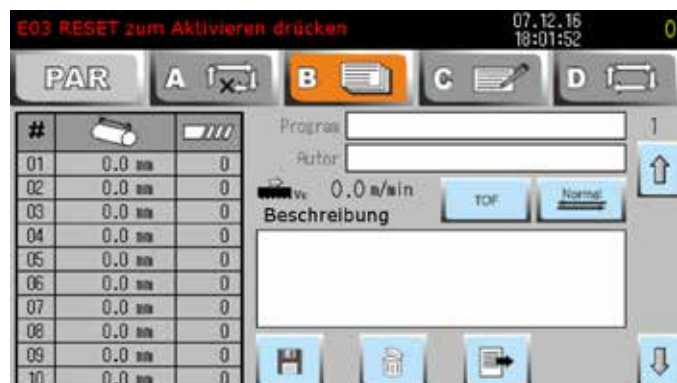 E03 RESET zum Aktivieren drücken
07.12.16
18:01:52
0
PAR
A
B
C
D
#
01 0.0 mm 0
02 0.0 mm 0
03 0.0 mm 0
04 0.0 mm 0
05 0.0 mm 0
06 0.0 mm 0
07 0.0 mm 0
08 0.0 mm 0
09 0.0 mm 0
10 0.0 mm 0
Program
1
Autor
Vc 0.0 m/min
TOF
Normal
Beschreibung